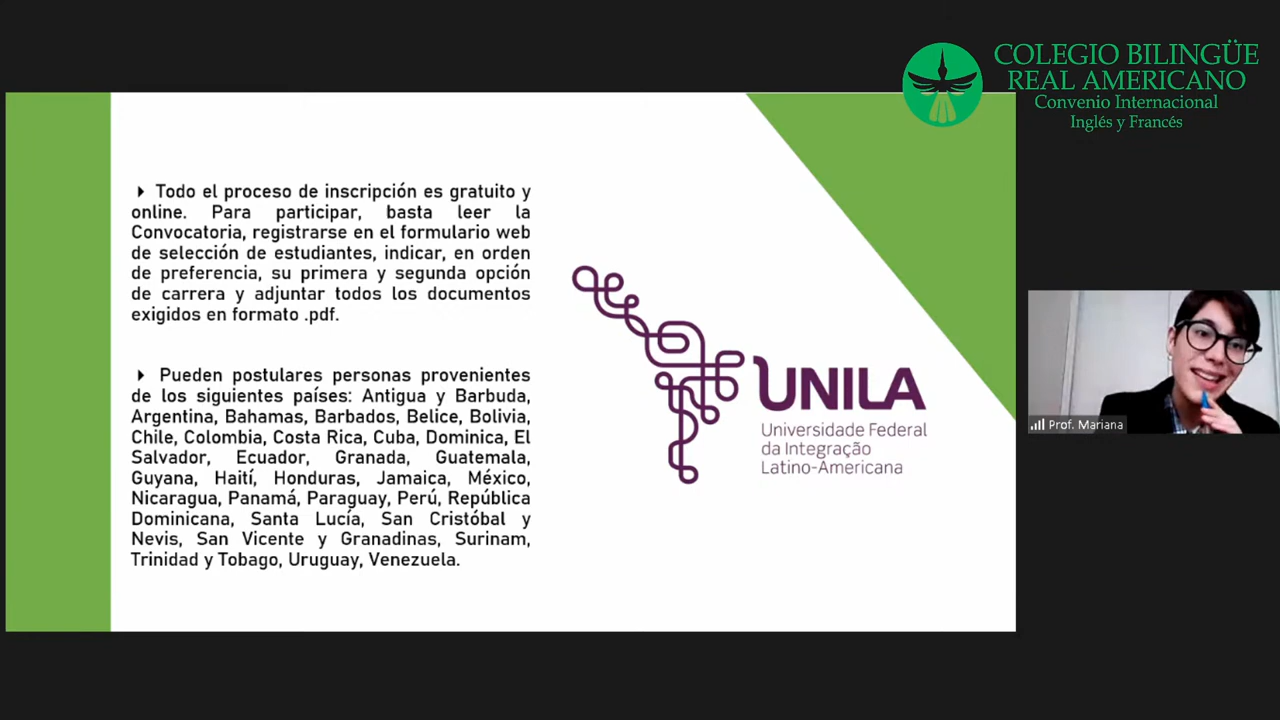 COLEGIO BILINGÜE
REAL AMERICANO
Convenio Internacional
Inglés y Francés
Todo el proceso de inscripción es gratuito y
online. Para participar, basta leer la
Convocatoria, registrarse en el formulario web
de selección de estudiantes, indicar, en orden
de preferencia, su primera y segunda opción
de carrera y adjuntar todos los documentos
exigidos en formato .pdf.
Pueden postulares personas provenientes
de los siguientes países: Antigua y Barbuda,
Argentina, Bahamas, Barbados, Belice, Bolivia,
Chile, Colombia, Costa Rica, Cuba, Dominica, El
Salvador, Ecuador, Granada, Guatemala,
Guyana, Haití, Honduras, Jamaica, México,
Nicaragua, Panamá, Paraguay, Perú, República
Dominicana, Santa Lucía, San Cristóbal y
Nevis, San Vicente y Granadinas, Surinam,
Trinidad y Tobago, Uruguay, Venezuela.
UNILA
Universidade Federal
da Integração
Latino-Americana
Prof. Mariana